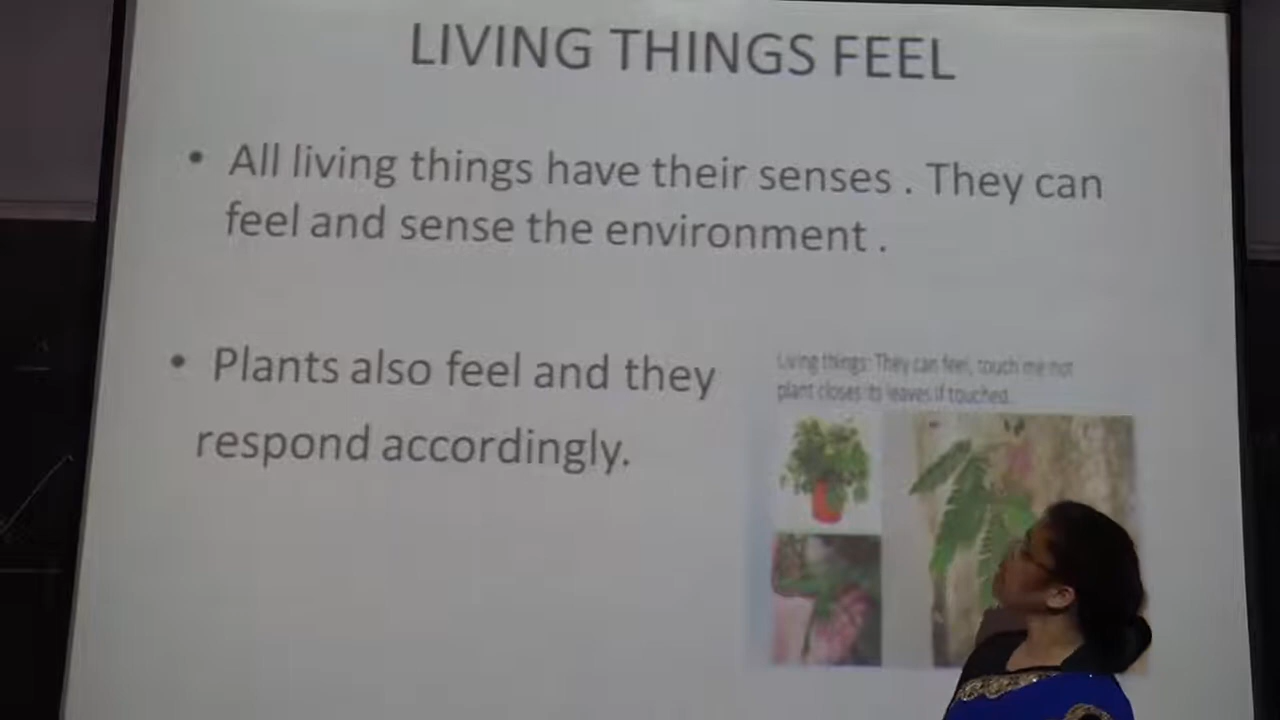 LIVING THINGS FEEL
• All living things have their senses . They can
feel and sense the environment .
• Plants also feel and they
respond accordingly.
Living things: They can feel, touch me not
plant closes its leaves if touched.